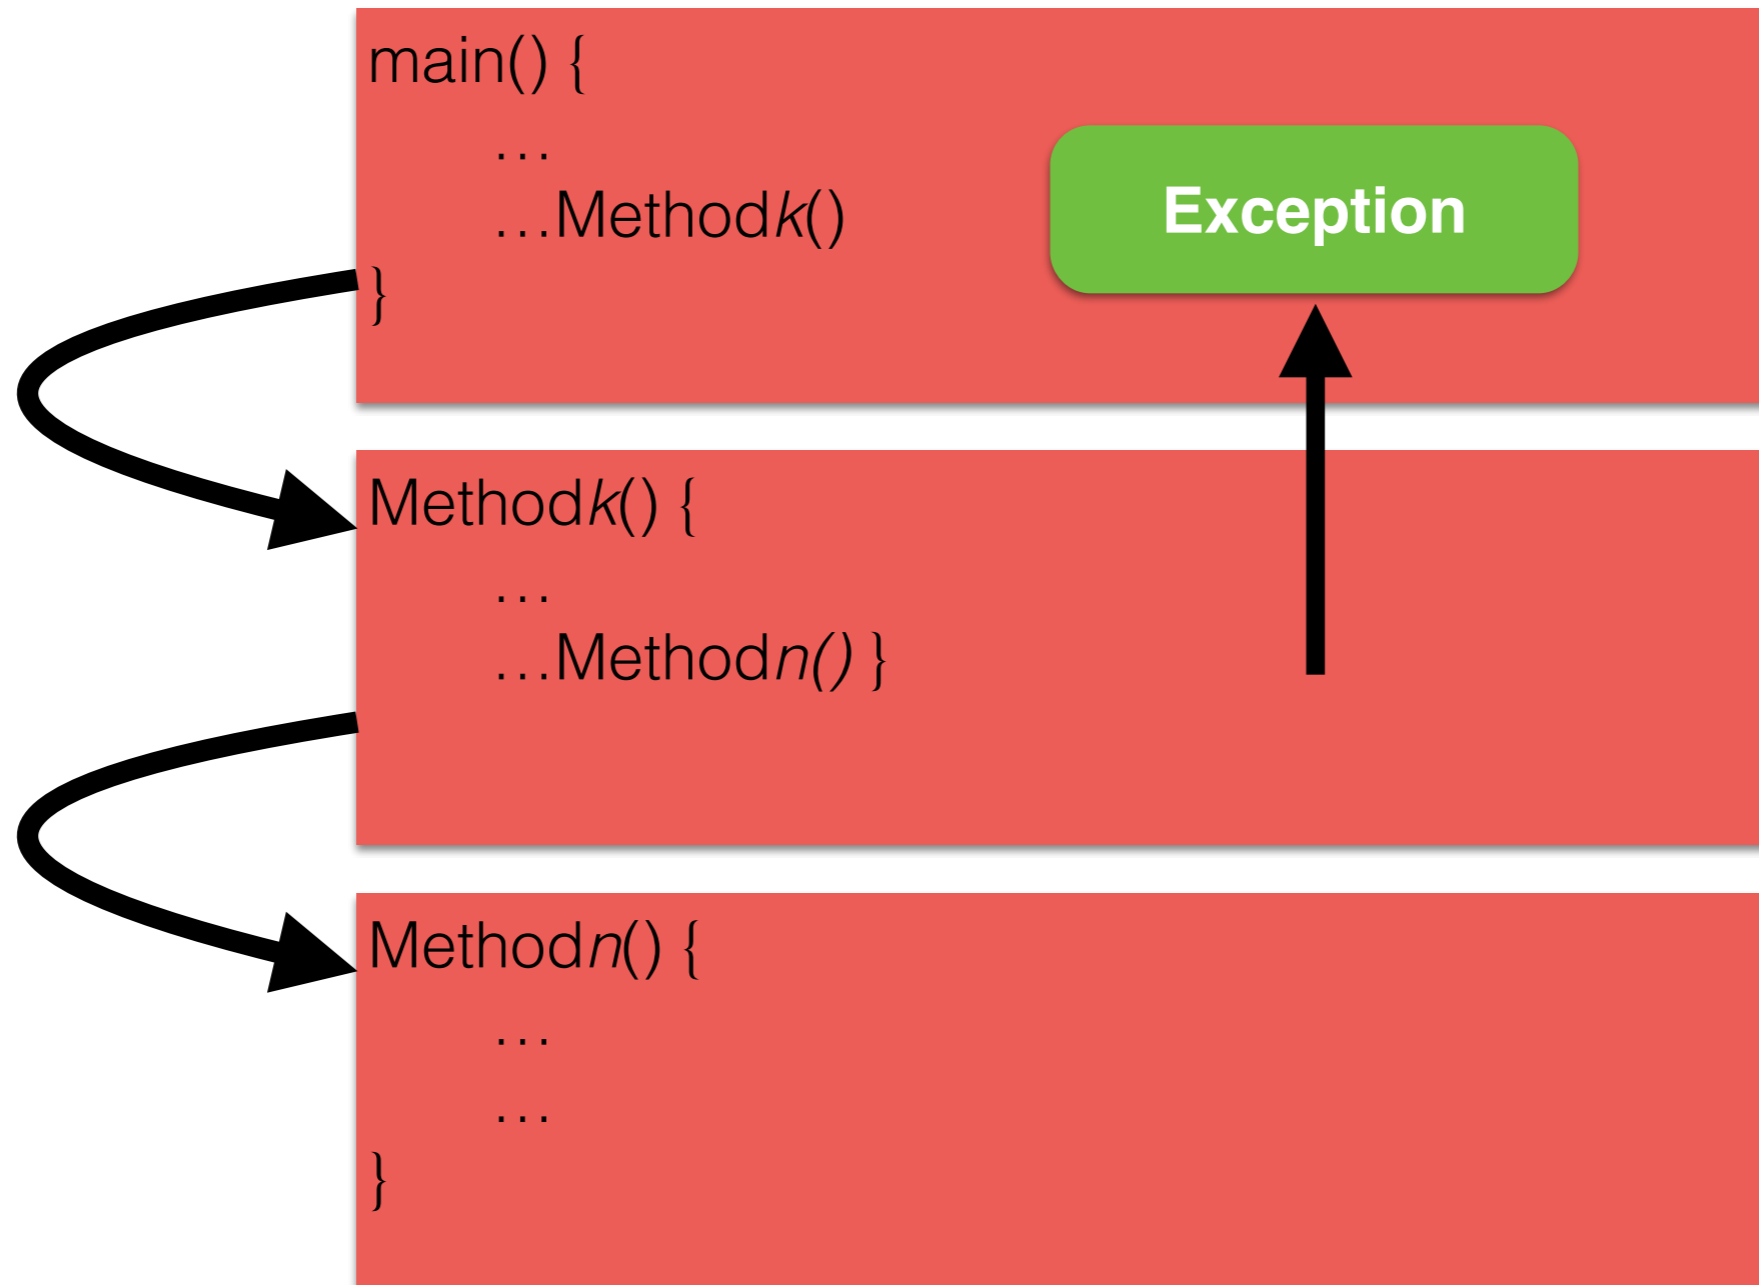 main() {
…
…Methodk()
}
Exception
Methodk() {
…
…Methodn() }
Methodn() {
…
…
}